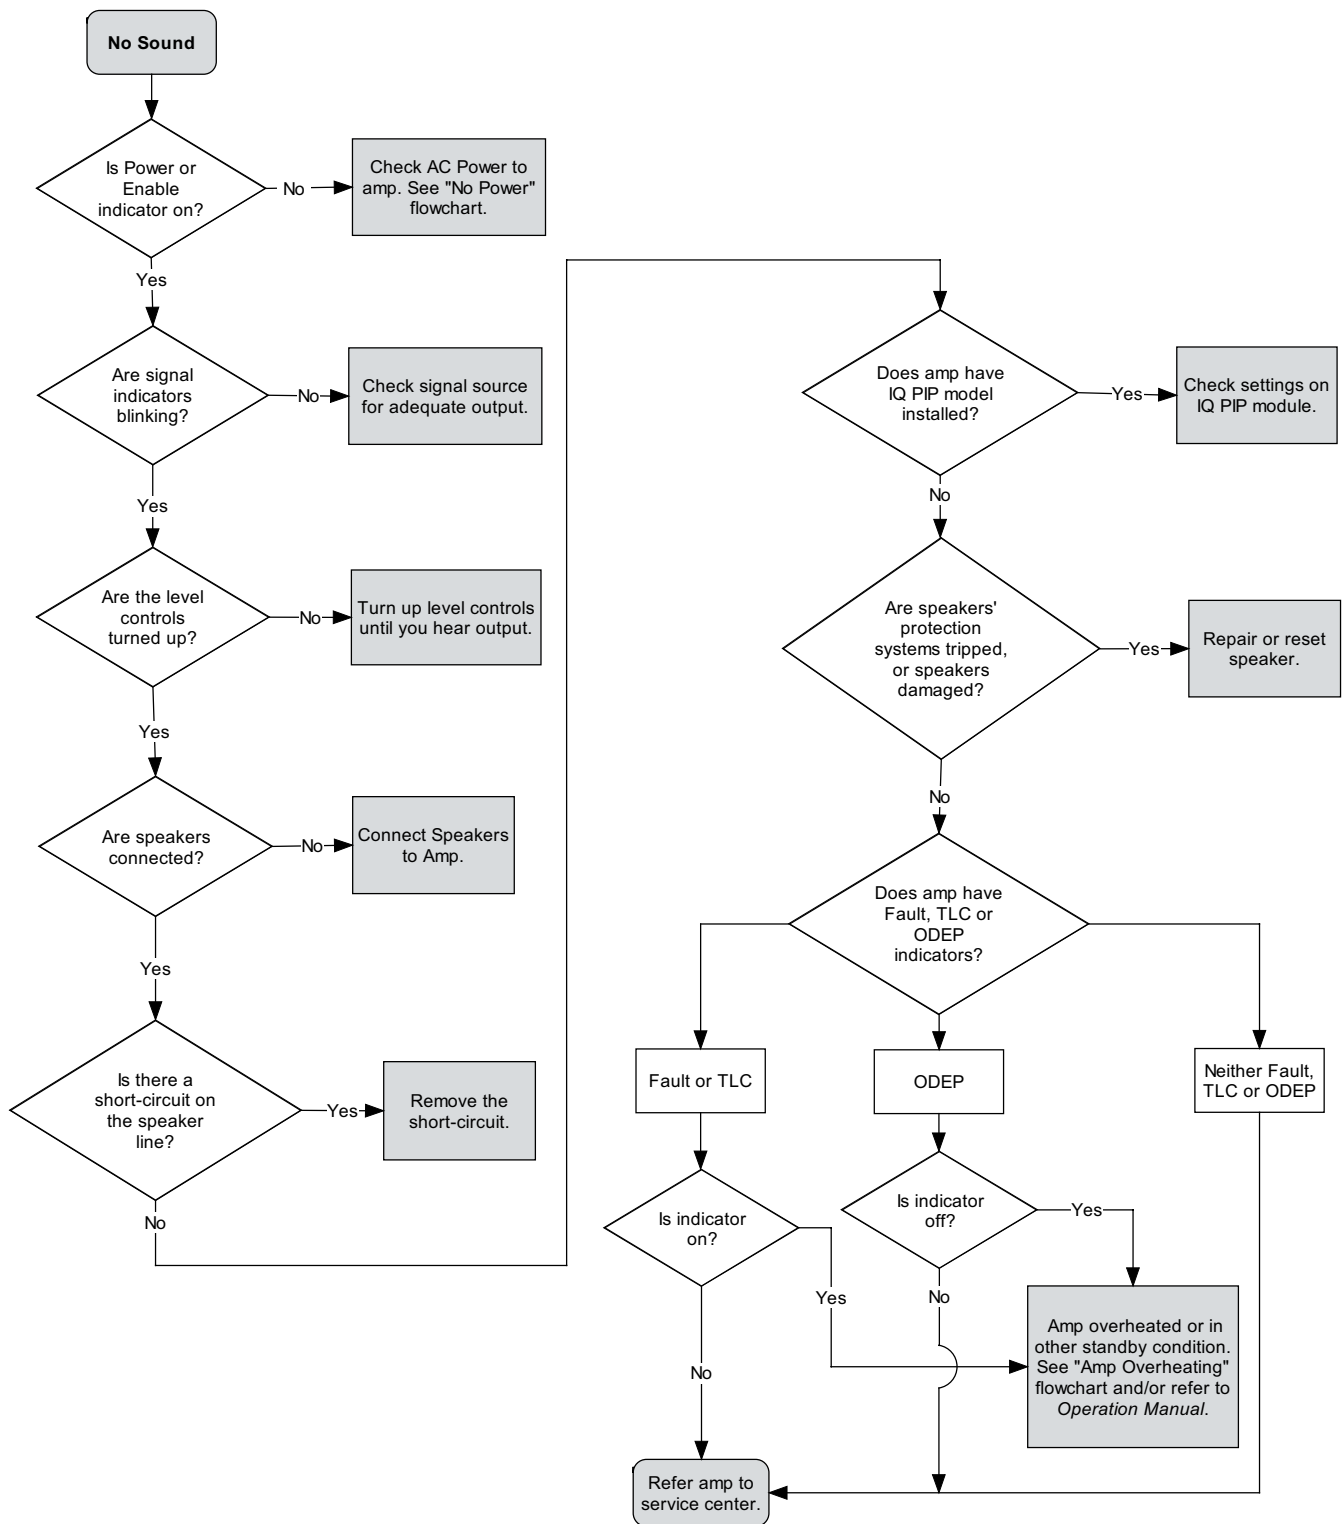 No Sound
Is Power or
Enable
indicator on?
No
Check AC Power to
amp. See "No Power"
flowchart.
Yes
Are signal
indicators
blinking?
No
Check signal source
for adequate output.
Yes
Are the level
controls
turned up?
No
Turn up level controls
until you hear output.
Yes
Are speakers
connected?
No
Connect Speakers
to Amp.
Yes
Is there a
short-circuit on
the speaker
line?
Yes
Remove the
short-circuit.
No
Does amp have
IQ PIP model
installed?
Yes
Check settings on
IQ PIP module.
No
Are speakers'
protection
systems tripped,
or speakers
damaged?
Yes
Repair or reset
speaker.
No
Does amp have
Fault, TLC or
ODEP
indicators?
Fault or TLC
ODEP
Neither Fault,
TLC or ODEP
Is indicator
on?
Yes
No
Is indicator
off?
Yes
No
Amp overheated or in
other standby condition.
See "Amp Overheating"
flowchart and/or refer to
Operation Manual.
Refer amp to
service center.